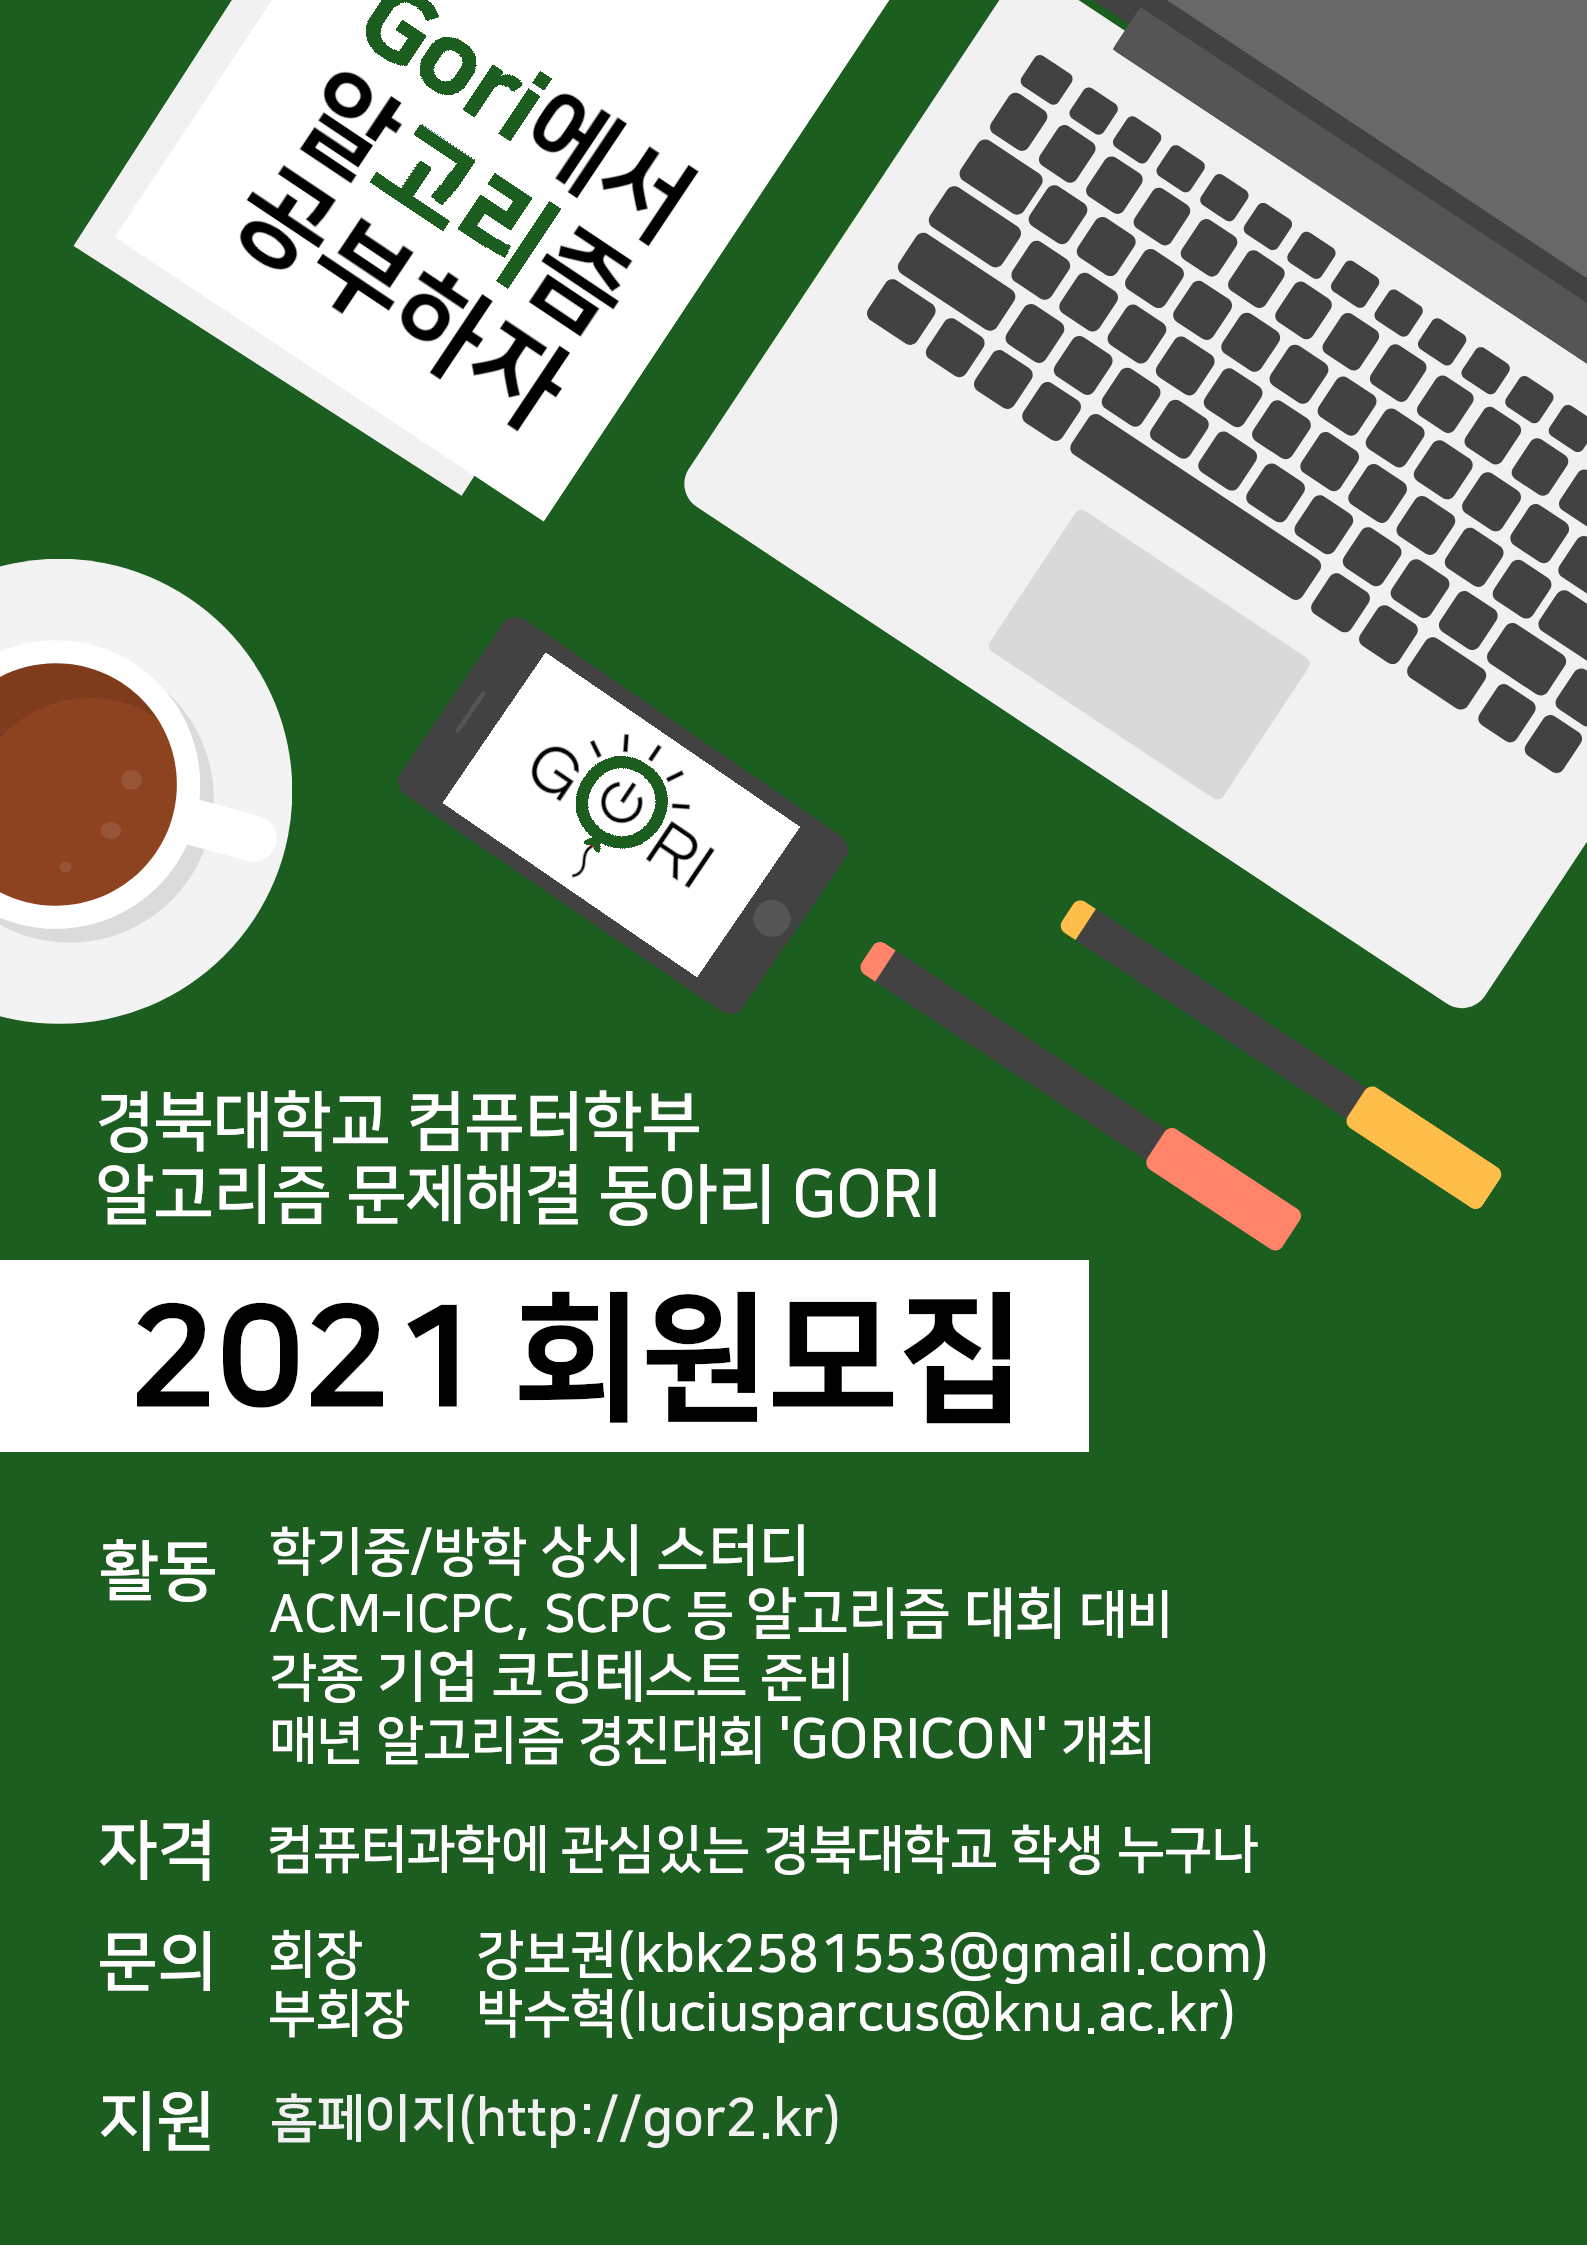 Gori에서
알고리즘
공부하자
GORI
경북대학교 컴퓨터학부
알고리즘 문제해결 동아리 GORI
2021 회원모집
활동
학기중/방학 상시 스터디
ACM-ICPC, SCPC 등 알고리즘 대회 대비
각종 기업 코딩테스트 준비
매년 알고리즘 경진대회 'GORICON' 개최
자격 컴퓨터과학에 관심있는 경북대학교 학생 누구나
문의 회장 강보권(kbk2581553@gmail.com)
부회장 박수혁(luciusparcus@knu.ac.kr)
지원 홈페이지(http://gor2.kr)